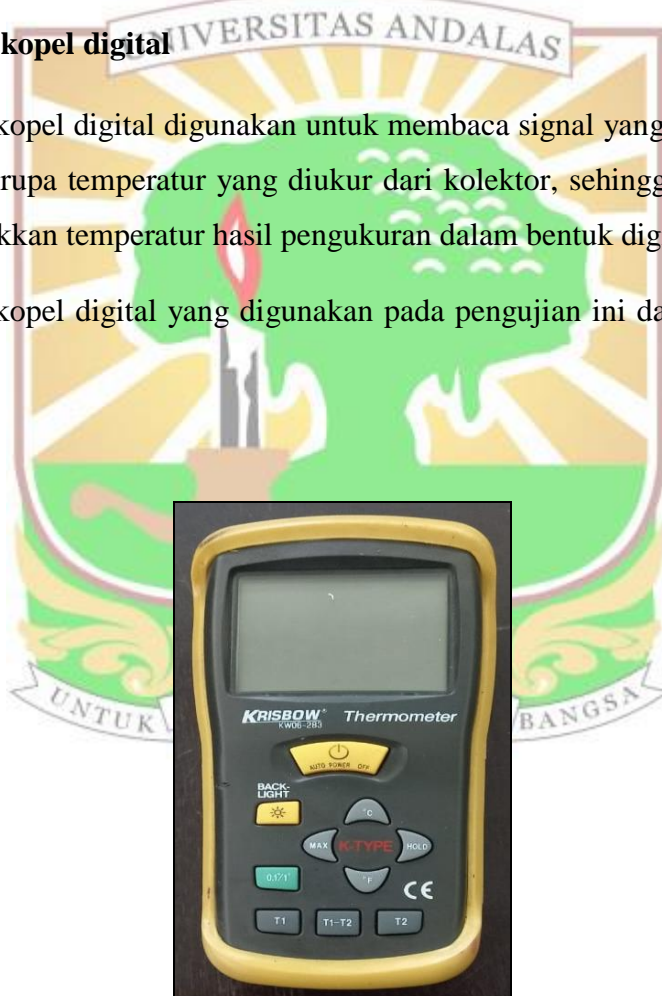 UNIVERSITAS ANDALAS
kopel digital
kopel digital digunakan untuk membaca signal yang
rupa temperatur yang diukur dari kolektor, sehingg
kkan temperatur hasil pengukuran dalam bentuk dig
kopel digital yang digunakan pada pengujian ini da
UNTUK
BANGSA
KRISBOW® Thermometer
KW06-283
AUTO POWER OFF
BACK-
LIGHT
°C
MAX K-TYPE HOLD
0.1°/1°
°F
CE
T1 T1-T2 T2